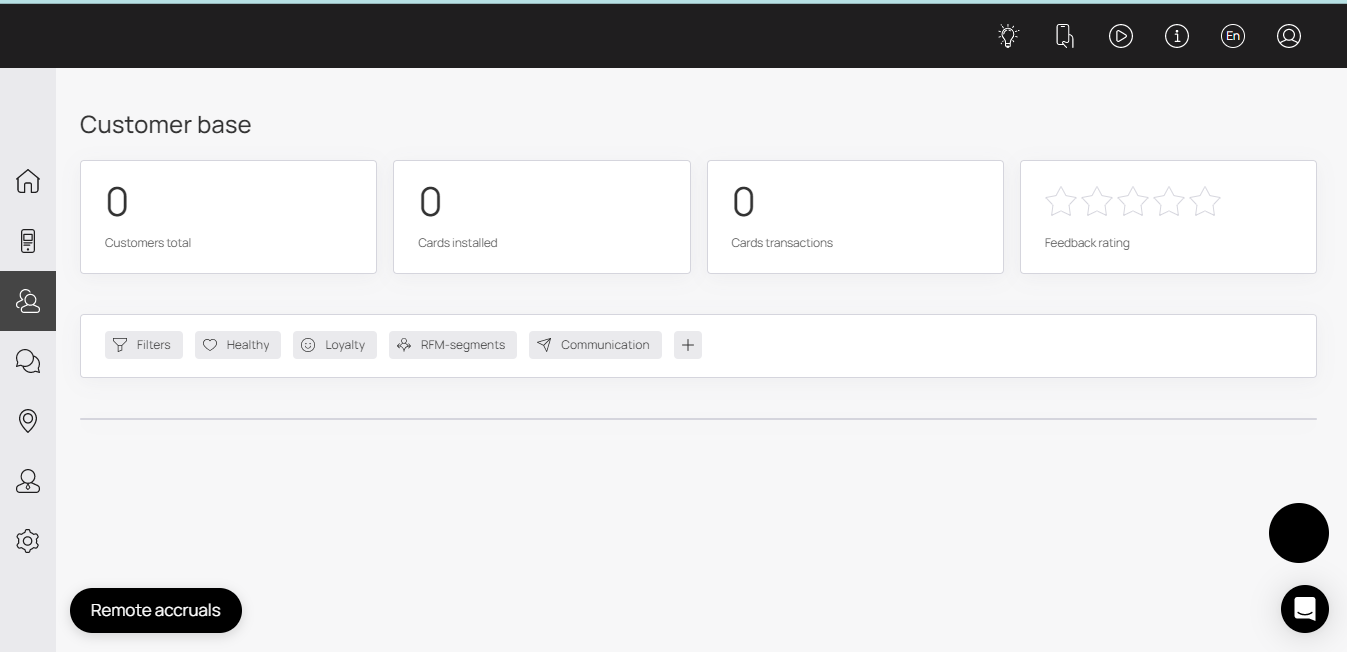 En
Customer base
0
Customers total
0
Cards installed
0
Cards transactions
Feedback rating
Filters
Healthy
Loyalty
RFM-segments
Communication
Remote accruals